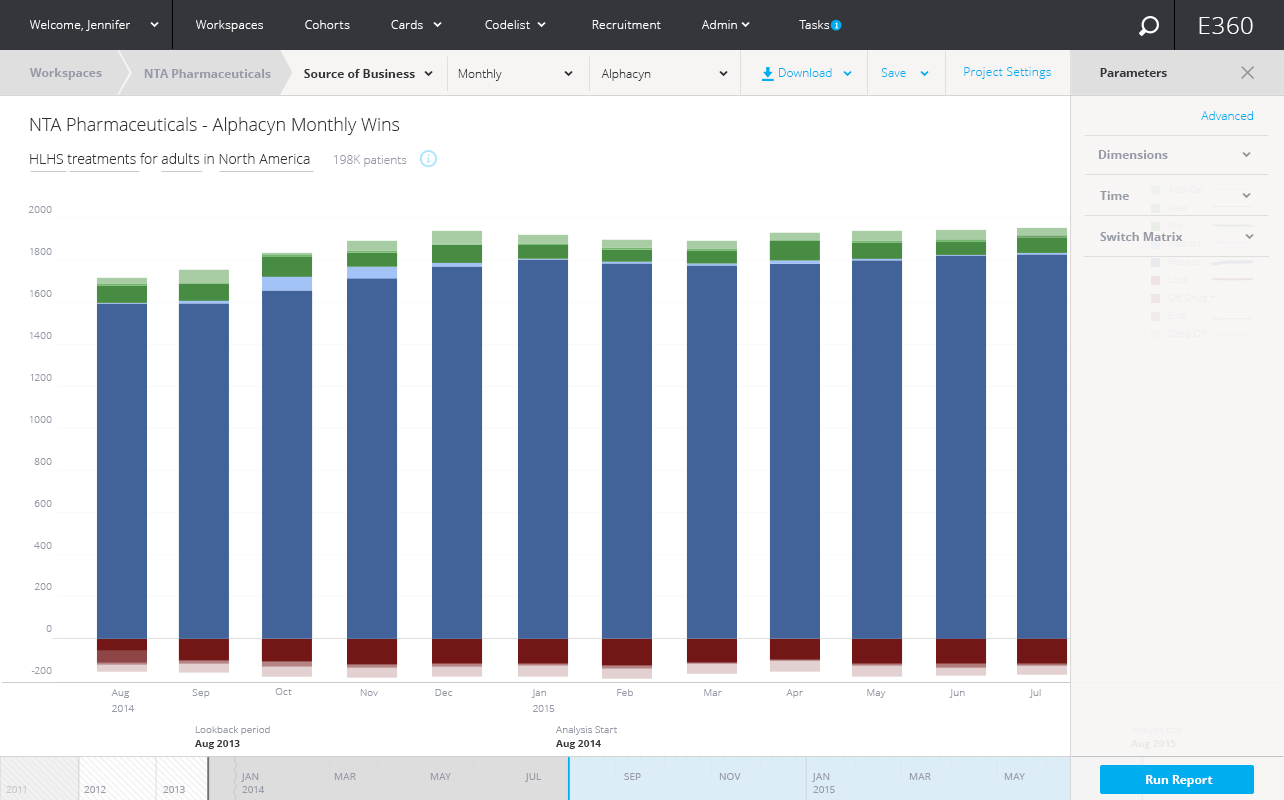 Welcome, Jennifer Workspaces Cohorts Cards Codelist Recruitment Admin Tasks E360
Workspaces NTA Pharmaceuticals Source of Business Monthly Alphacyn Download Save Project Settings Parameters
Advanced
NTA Pharmaceuticals - Alphacyn Monthly Wins
HLHS treatments for adults in North America 198K patients
Dimensions
Time
Switch Matrix
2000
1800
1600
1400
1200
1000
800
600
400
200
0
-200
Aug Sep Oct Nov Dec Jan Feb Mar Apr May Jun Jul
2014 2015
Lookback period Analysis Start
Aug 2013 Aug 2014 Aug 2015
JAN MAR MAY JUL SEP NOV JAN MAR MAY
2011 2012 2013 2014 2015
Run Report